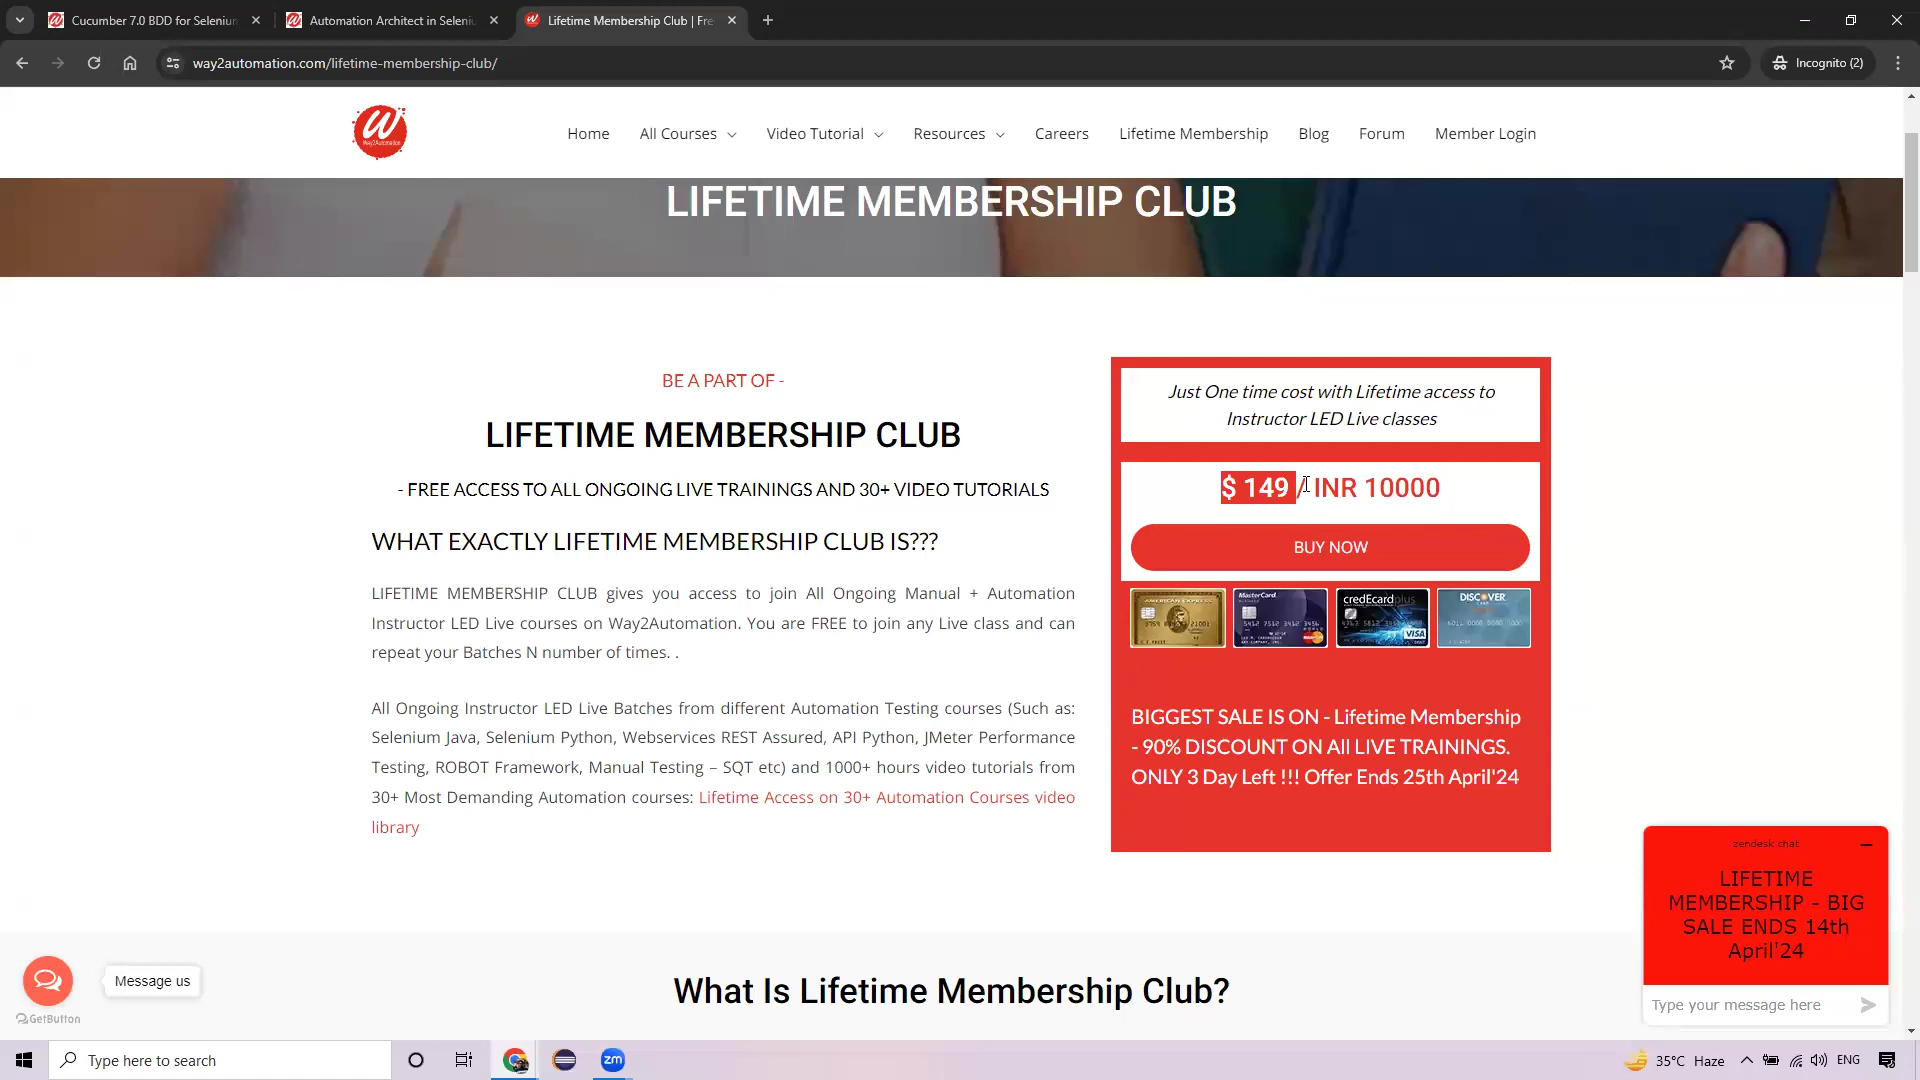 Cucumber 7.0 BDD for Seleniu
Automation Architect in Seleni
Lifetime Membership Club | Fre
way2automation.com/lifetime-membership-club/
Incognito (2)
Way2Automation
Home
All Courses
Video Tutorial
Resources
Careers
Lifetime Membership
Blog
Forum
Member Login
LIFETIME MEMBERSHIP CLUB
BE A PART OF -
LIFETIME MEMBERSHIP CLUB
- FREE ACCESS TO ALL ONGOING LIVE TRAININGS AND 30+ VIDEO TUTORIALS
WHAT EXACTLY LIFETIME MEMBERSHIP CLUB IS???
LIFETIME MEMBERSHIP CLUB gives you access to join All Ongoing Manual + Automation
Instructor LED Live courses on Way2Automation. You are FREE to join any Live class and can
repeat your Batches N number of times. .
All Ongoing Instructor LED Live Batches from different Automation Testing courses (Such as:
Selenium Java, Selenium Python, Webservices REST Assured, API Python, JMeter Performance
Testing, ROBOT Framework, Manual Testing – SQT etc) and 1000+ hours video tutorials from
30+ Most Demanding Automation courses: Lifetime Access on 30+ Automation Courses video
library
Just One time cost with Lifetime access to
Instructor LED Live classes
$ 149 / INR 10000
BUY NOW
AMERICAN EXPRESS
MasterCard
credEcardplus
VISA
DISCOVER
BIGGEST SALE IS ON - Lifetime Membership
- 90% DISCOUNT ON All LIVE TRAININGS.
ONLY 3 Day Left !!! Offer Ends 25th April'24
zendesk chat
LIFETIME
MEMBERSHIP - BIG
SALE ENDS 14th
April'24
Type your message here
Message us
GetButton
What Is Lifetime Membership Club?
Type here to search
zm
35°C Haze
ENG